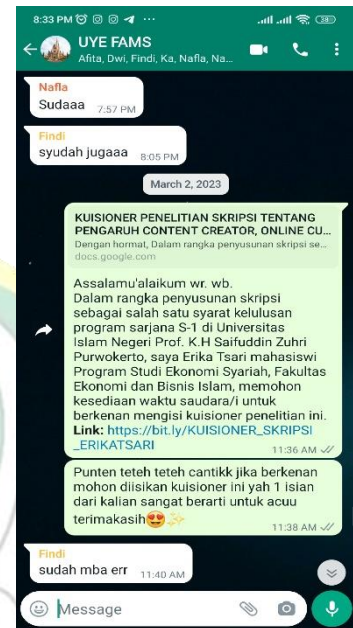 8:33 PM
38
UYE FAMS
Afita, Dwi, Findi, Ka, Nafla, Na...
Nafla
Sudaaa 7:57 PM
Findi
syudah jugaaa 8:05 PM
March 2, 2023
KUISIONER PENELITIAN SKRIPSI TENTANG
PENGARUH CONTENT CREATOR, ONLINE CU...
Dengan hormat, Dalam rangka penyusunan skripsi se...
docs.google.com
Assalamu'alaikum wr. wb.
Dalam rangka penyusunan skripsi
sebagai salah satu syarat kelulusan
program sarjana S-1 di Universitas
Islam Negeri Prof. K.H Saifuddin Zuhri
Purwokerto, saya Erika Tsari mahasiswi
Program Studi Ekonomi Syariah, Fakultas
Ekonomi dan Bisnis Islam, memohon
kesediaan waktu saudara/i untuk
berkenan mengisi kuisioner penelitian ini.
Link: https://bit.ly/KUISIONER_SKRIPSI
_ERIKATSARI 11:36 AM
Punten teteh teteh cantikk jika berkenan
mohon diisikan kuisioner ini yah 1 isian
dari kalian sangat berarti untuk acuu
terimakasih😍✨ 11:38 AM
Findi
sudah mba err 11:40 AM
Message